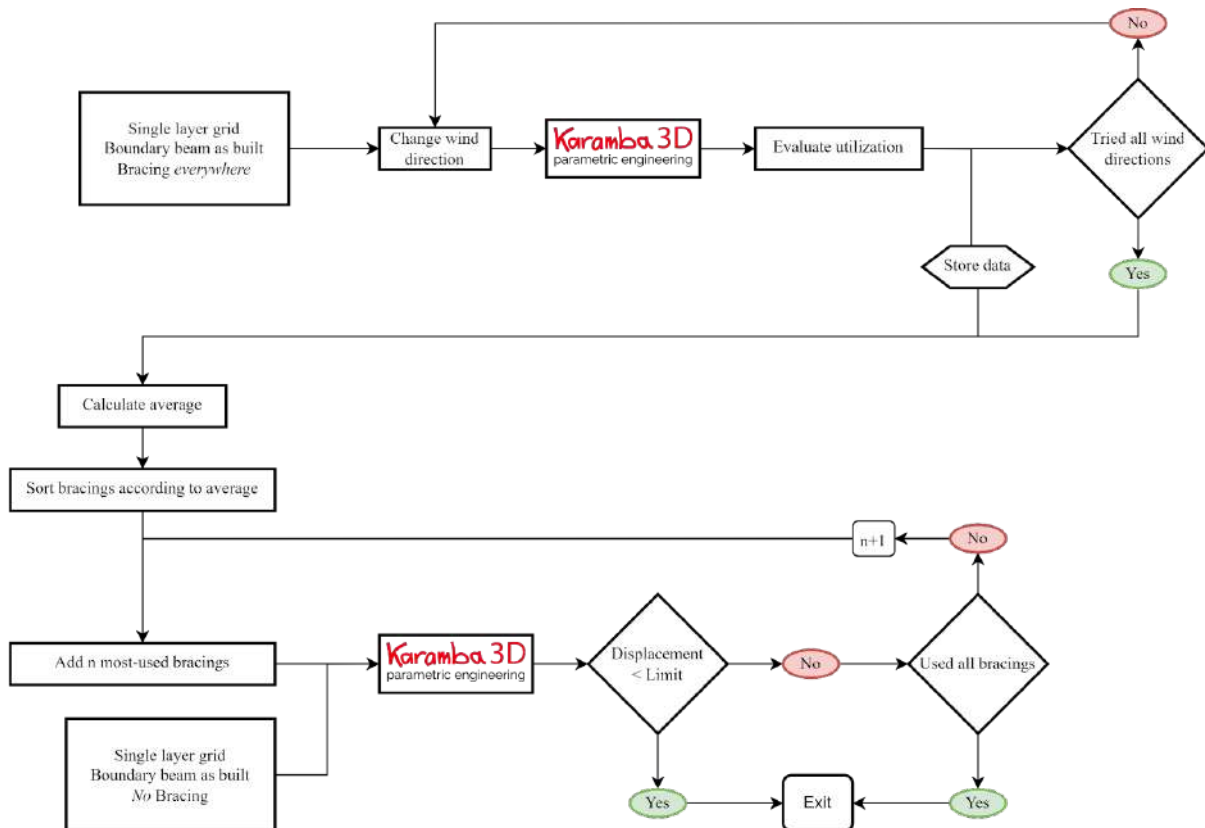 No
Single layer grid
Boundary beam as built
Bracing everywhere
Change wind
direction
Karamba 3D
parametric engineering
Evaluate utilization
Tried all wind
directions
Store data
Yes
Calculate average
Sort bracings according to average
n+1
No
Add n most-used bracings
Karamba 3D
parametric engineering
Displacement
< Limit
No
Used all bracings
Single layer grid
Boundary beam as built
No Bracing
Yes
Exit
Yes